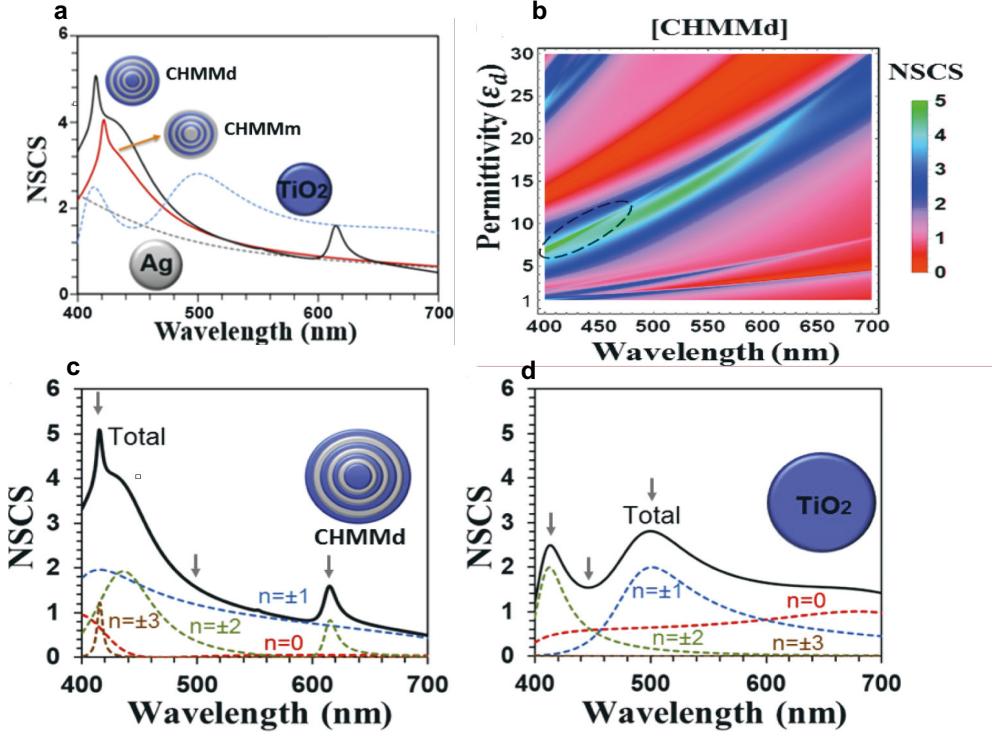 a
6
4
2
0
NSCS
CHMMd
CHMMm
TiO2
Ag
400
500
600
700
Wavelength (nm)
b
[CHMMd]
30
25
20
15
10
5
1
Permittivity (εd)
400
450
500
550
600
650
700
Wavelength (nm)
NSCS
5
4
3
2
1
0
c
6
5
4
3
2
1
0
NSCS
Total
CHMMd
n=±1
n=±3
n=±2
n=0
400
500
600
700
Wavelength (nm)
d
6
5
4
3
2
1
0
NSCS
Total
TiO2
n=±1
n=0
n=±2
n=±3
400
500
600
700
Wavelength (nm)